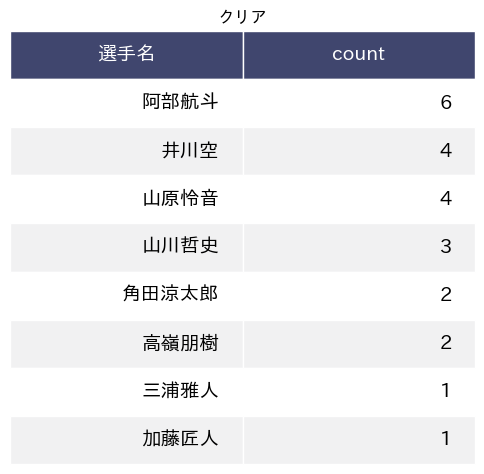 クリア
選手名 count
阿部航斗 6
井川空 4
山原怜音 4
山川哲史 3
角田涼太郎 2
高嶺朋樹 2
三浦雅人 1
加藤匠人 1